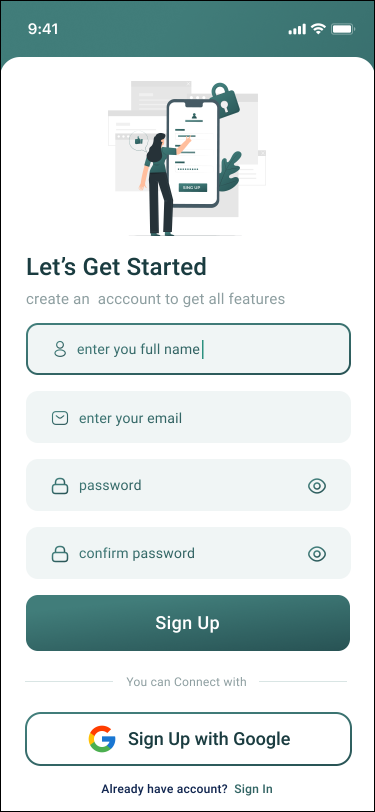 9:41
SING UP
Let's Get Started
create an  acccount to get all features
enter you full name
enter your email
password
confirm password
Sign Up
You can Connect with
Sign Up with Google
Already have account?  Sign In